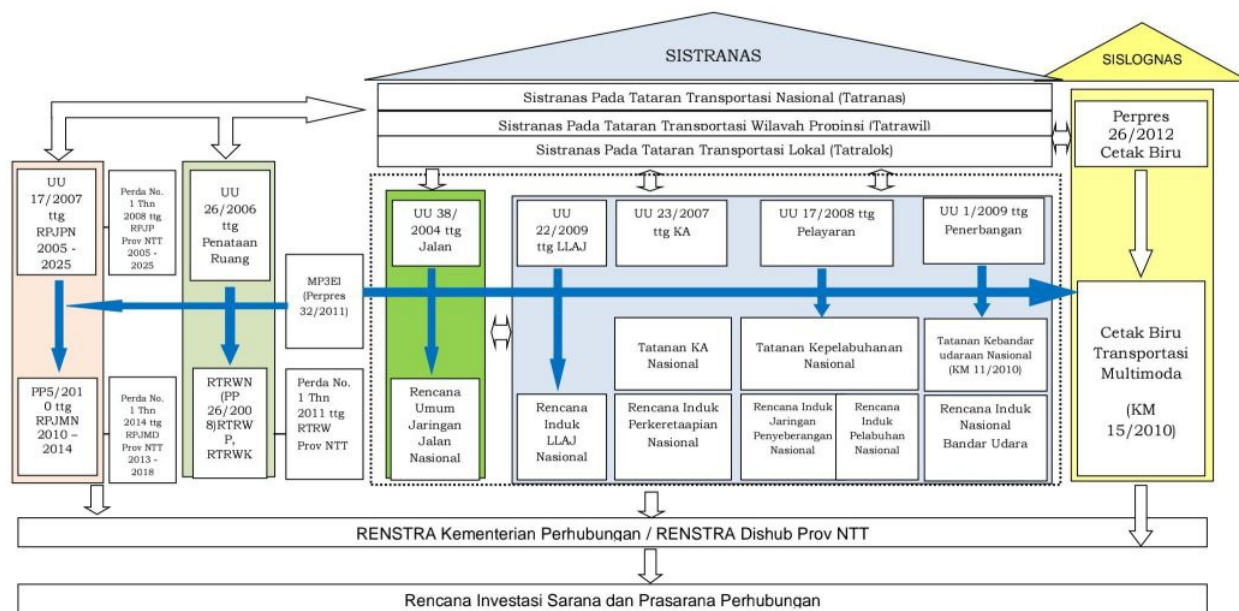 SISTRANAS
SISLOGNAS
Sistranas Pada Tataran Transportasi Nasional (Tatranas)
Sistranas Pada Tataran Transportasi Wilayah Propinsi (Tatrawil)
Sistranas Pada Tataran Transportasi Lokal (Tatralok)
Perpres
26/2012
Cetak Biru
UU
17/2007
ttg
RPJPN
2005 -
2025
Perda No.
1 Thn
2008 ttg
RPJP
Prov NTT
2005 -
2025
UU
26/2006
ttg
Penataan
Ruang
MP3EI
(Perpres
32/2011)
UU 38/
2004 ttg
Jalan
UU
22/2009
ttg LLAJ
UU 23/2007
ttg KA
UU 17/2008 ttg
Pelayaran
UU 1/2009 ttg
Penerbangan
Tatanan KA
Nasional
Tatanan Kepelabuhanan
Nasional
Tatanan Kebandar
udaraan Nasional
(KM 11/2010)
Cetak Biru
Transportasi
Multimoda
(KM
15/2010)
PP5/201
0 ttg
RPJMN
2010 –
2014
Perda No.
1 Thn
2014 ttg
RPJMD
Prov NTT
2013 -
2018
RTRWN
(PP
26/200
8)RTRW
P,
RTRWK
Perda No.
1 Thn
2011 ttg
RTRW
Prov NTT
Rencana
Umum
Jaringan
Jalan
Nasional
Rencana
Induk
LLAJ
Nasional
Rencana Induk
Perkeretaapian
Nasional
Rencana Induk
Jaringan
Penyeberangan
Nasional
Rencana
Induk
Pelabuhan
Nasional
Rencana Induk
Nasional
Bandar Udara
RENSTRA Kementerian Perhubungan / RENSTRA Dishub Prov NTT
Rencana Investasi Sarana dan Prasarana Perhubungan